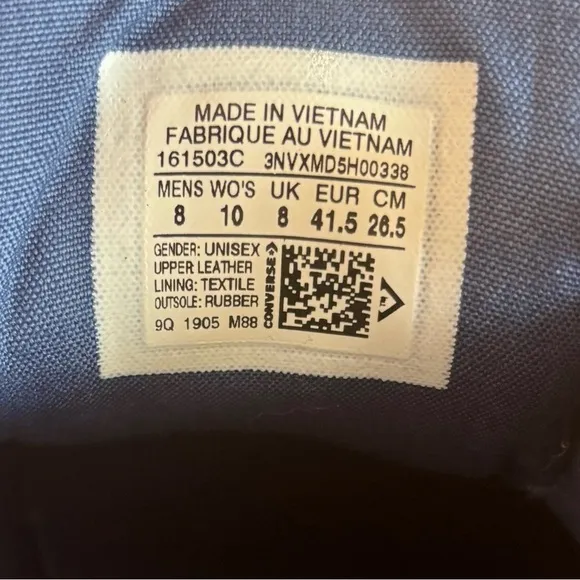 MADE IN VIETNAM
FABRIQUE AU VIETNAM
161503C 3NVXMD5H00338
MENS WO'S UK EUR CM
8 10 8 41.5 26.5
GENDER: UNISEX
UPPER: LEATHER
LINING: TEXTILE
OUTSOLE: RUBBER
9Q 1905 M88
CONVERSE